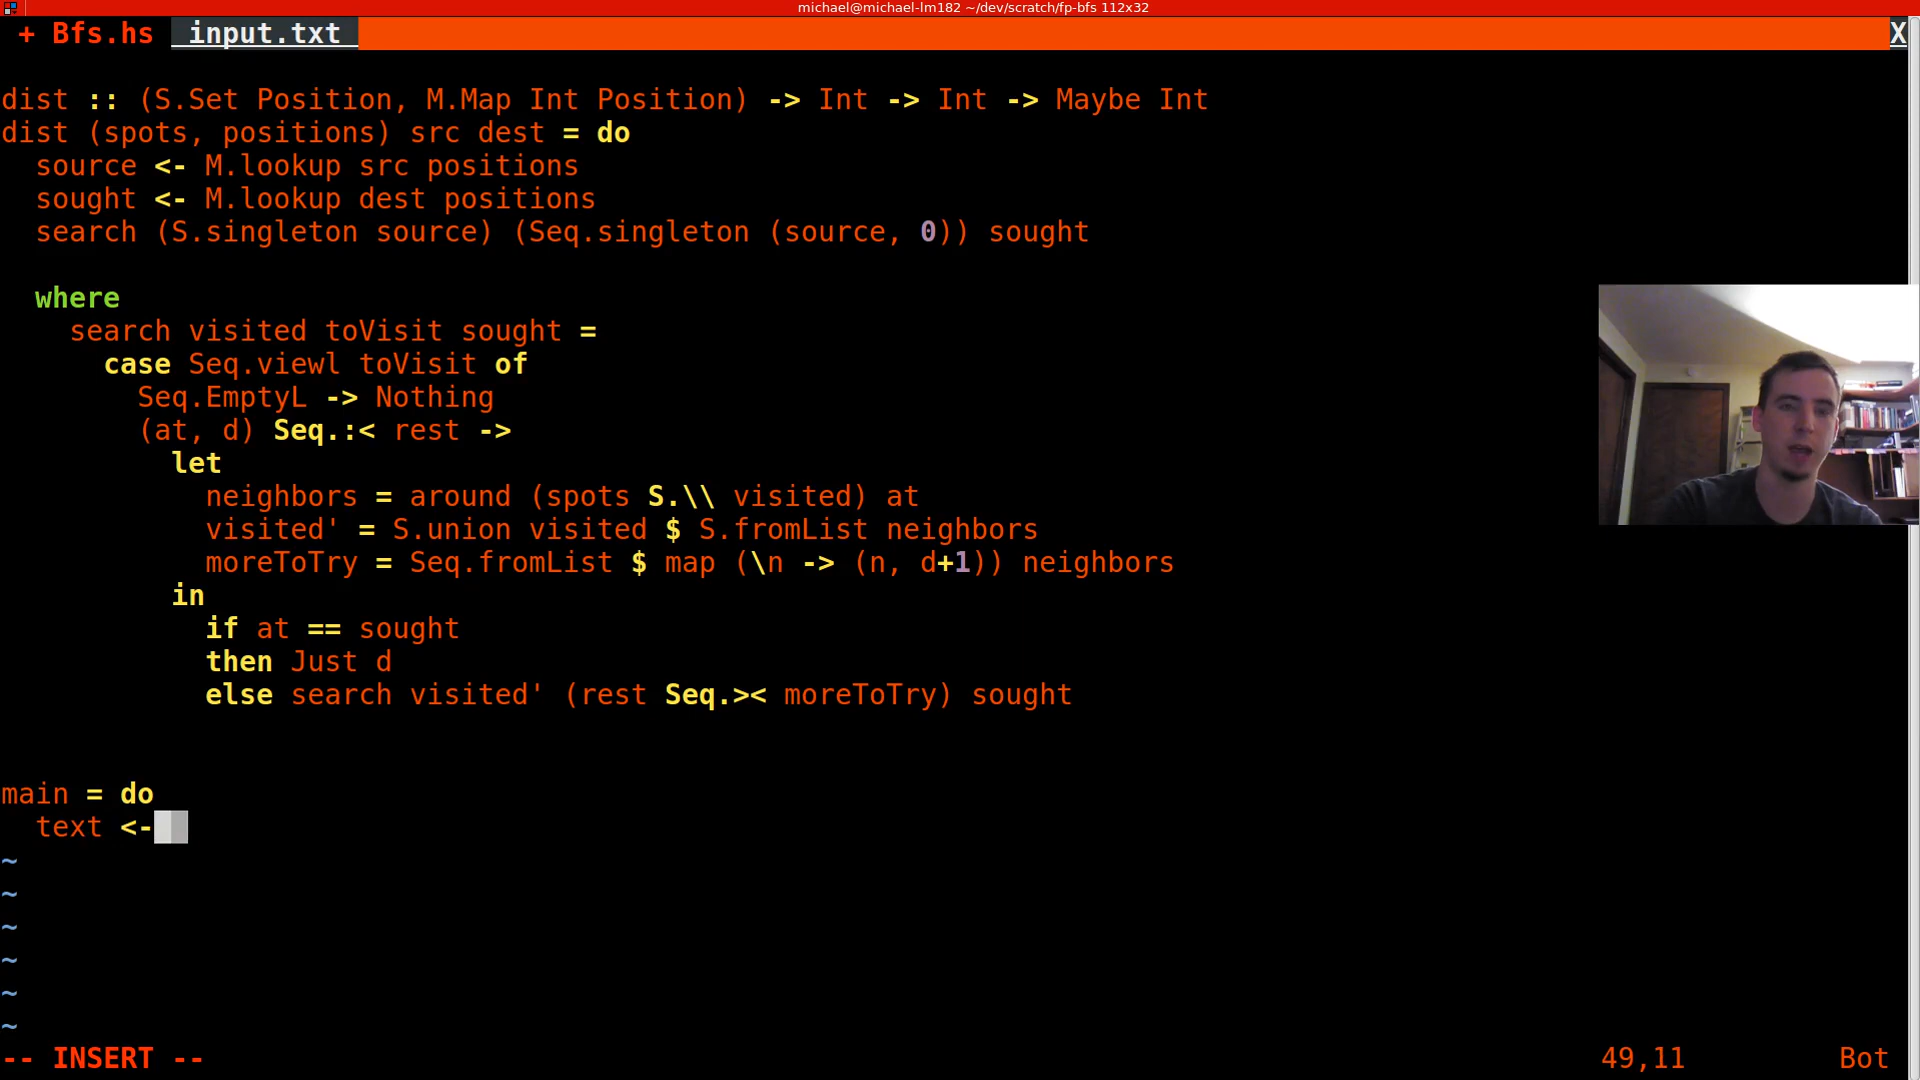 michael@michael-lm182 ~/dev/scratch/fp-bfs 112x32
+ Bfs.hs input.txt X
dist :: (S.Set Position, M.Map Int Position) -> Int -> Int -> Maybe Int
dist (spots, positions) src dest = do
  source <- M.lookup src positions
  sought <- M.lookup dest positions
  search (S.singleton source) (Seq.singleton (source, 0)) sought
  where
    search visited toVisit sought =
      case Seq.viewl toVisit of
        Seq.EmptyL -> Nothing
        (at, d) Seq.:< rest ->
          let
            neighbors = around (spots S.\\ visited) at
            visited' = S.union visited $ S.fromList neighbors
            moreToTry = Seq.fromList $ map (\n -> (n, d+1)) neighbors
          in
            if at == sought
            then Just d
            else search visited' (rest Seq.>< moreToTry) sought
main = do
  text <-
~
~
~
~
~
~
-- INSERT -- 49,11 Bot